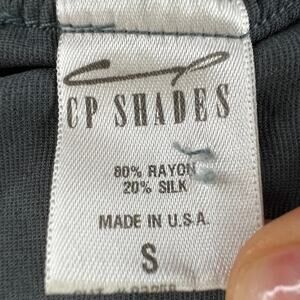 CP SHADES
80% RAYON
20% SILK
MADE IN U.S.A.
S